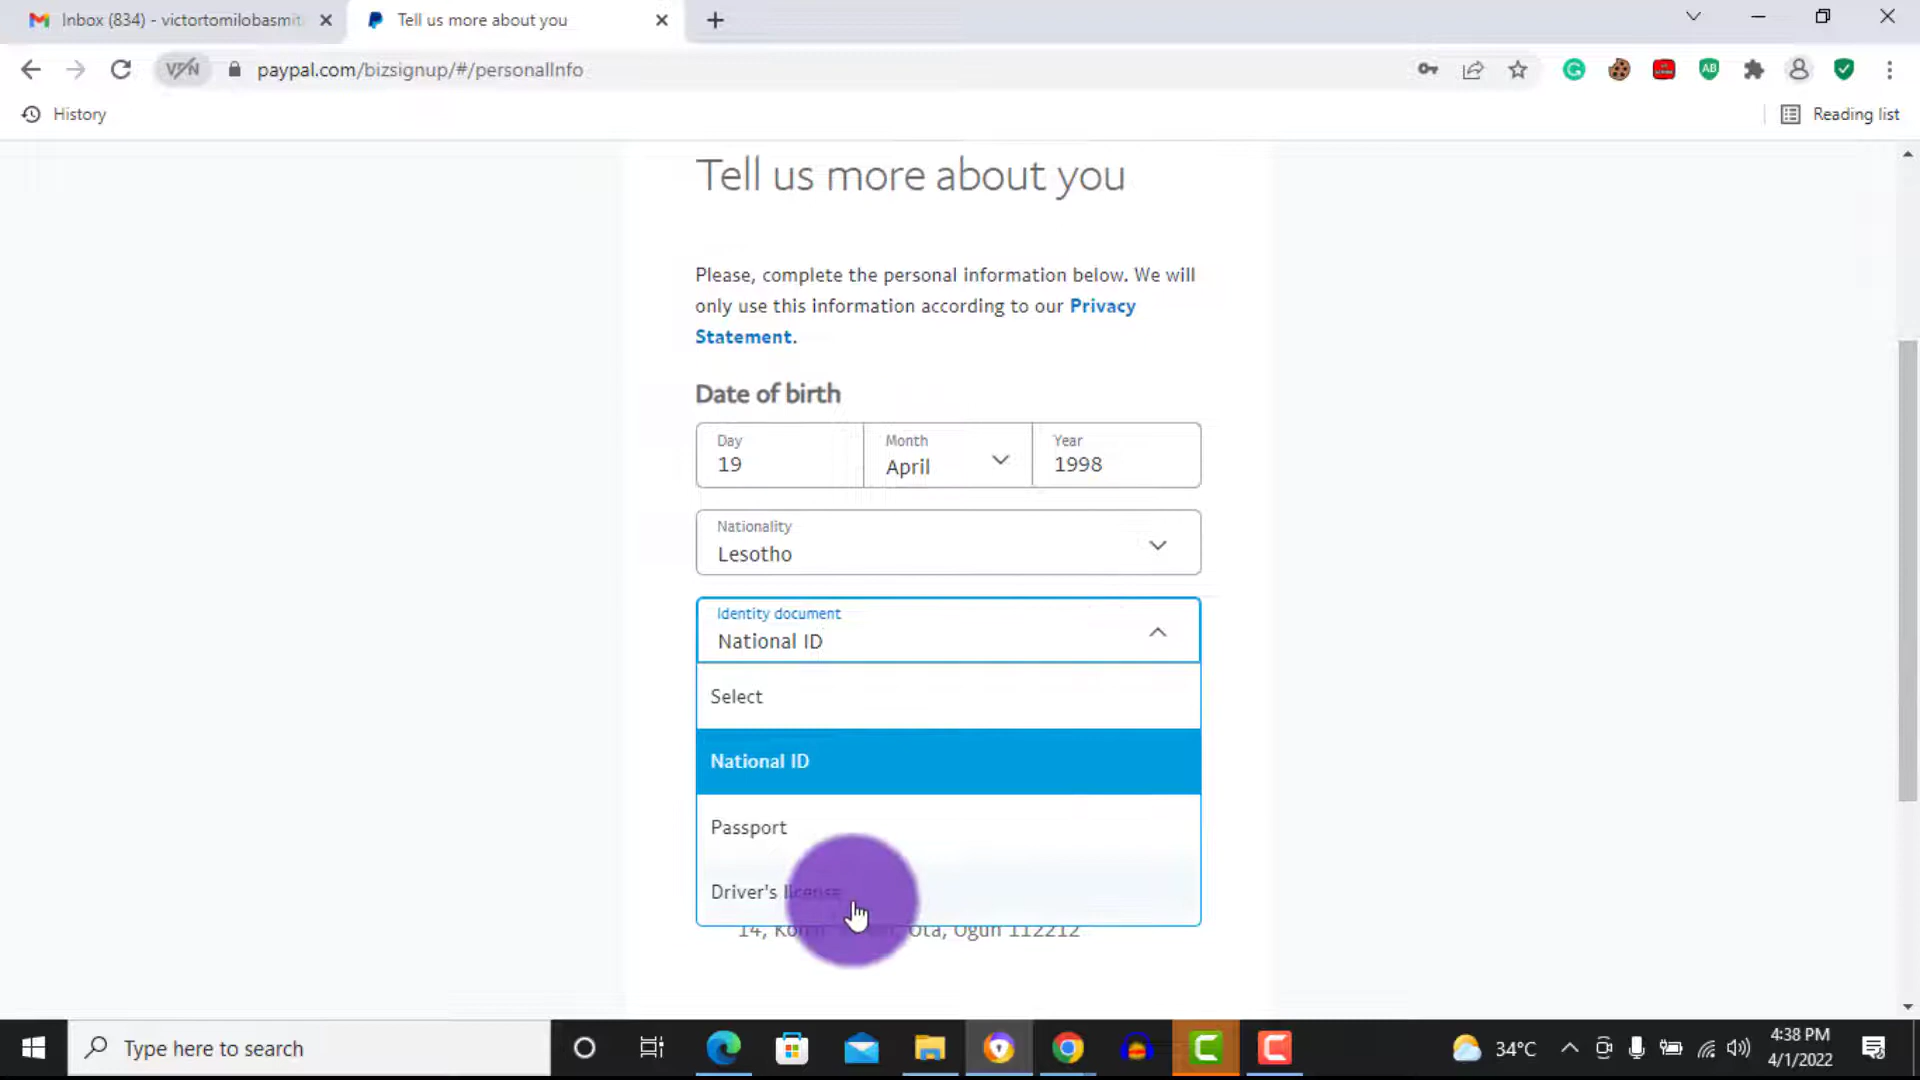 Inbox (834) - victortomilobasmit
Tell us more about you
paypal.com/bizsignup/#/personalInfo
History
Reading list
Tell us more about you
Please, complete the personal information below. We will
only use this information according to our Privacy
Statement.
Date of birth
Day
19
Month
April
Year
1998
Nationality
Lesotho
Identity document
National ID
Select
National ID
Passport
Driver's license
14, Ota, Ogun 112212
Type here to search
34°C
4:38 PM
4/1/2022